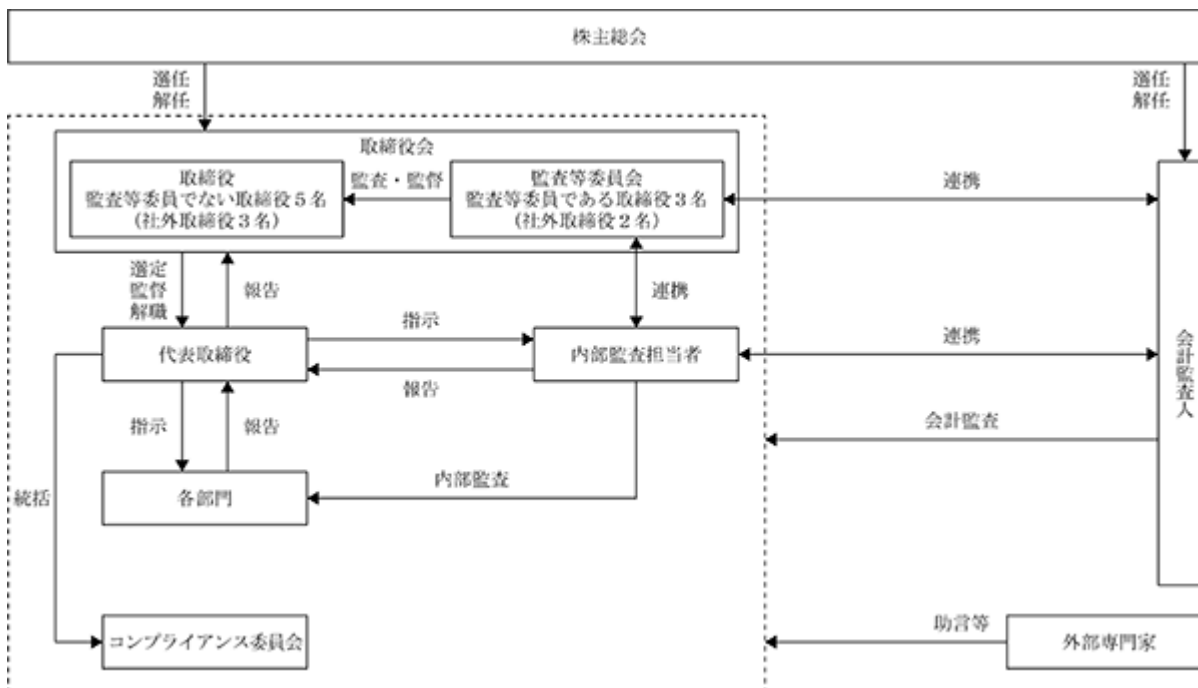 株主総会
選任
解任
選任
解任
取締役会
取締役
監査等委員でない取締役5名
(社外取締役3名)
監査・監督
監査等委員会
監査等委員である取締役3名
(社外取締役2名)
連携
選定
監督
解職
報告
連携
代表取締役
指示
報告
内部監査担当者
連携
会計監査人
指示
報告
会計監査
統括
各部門
内部監査
コンプライアンス委員会
助言等
外部専門家